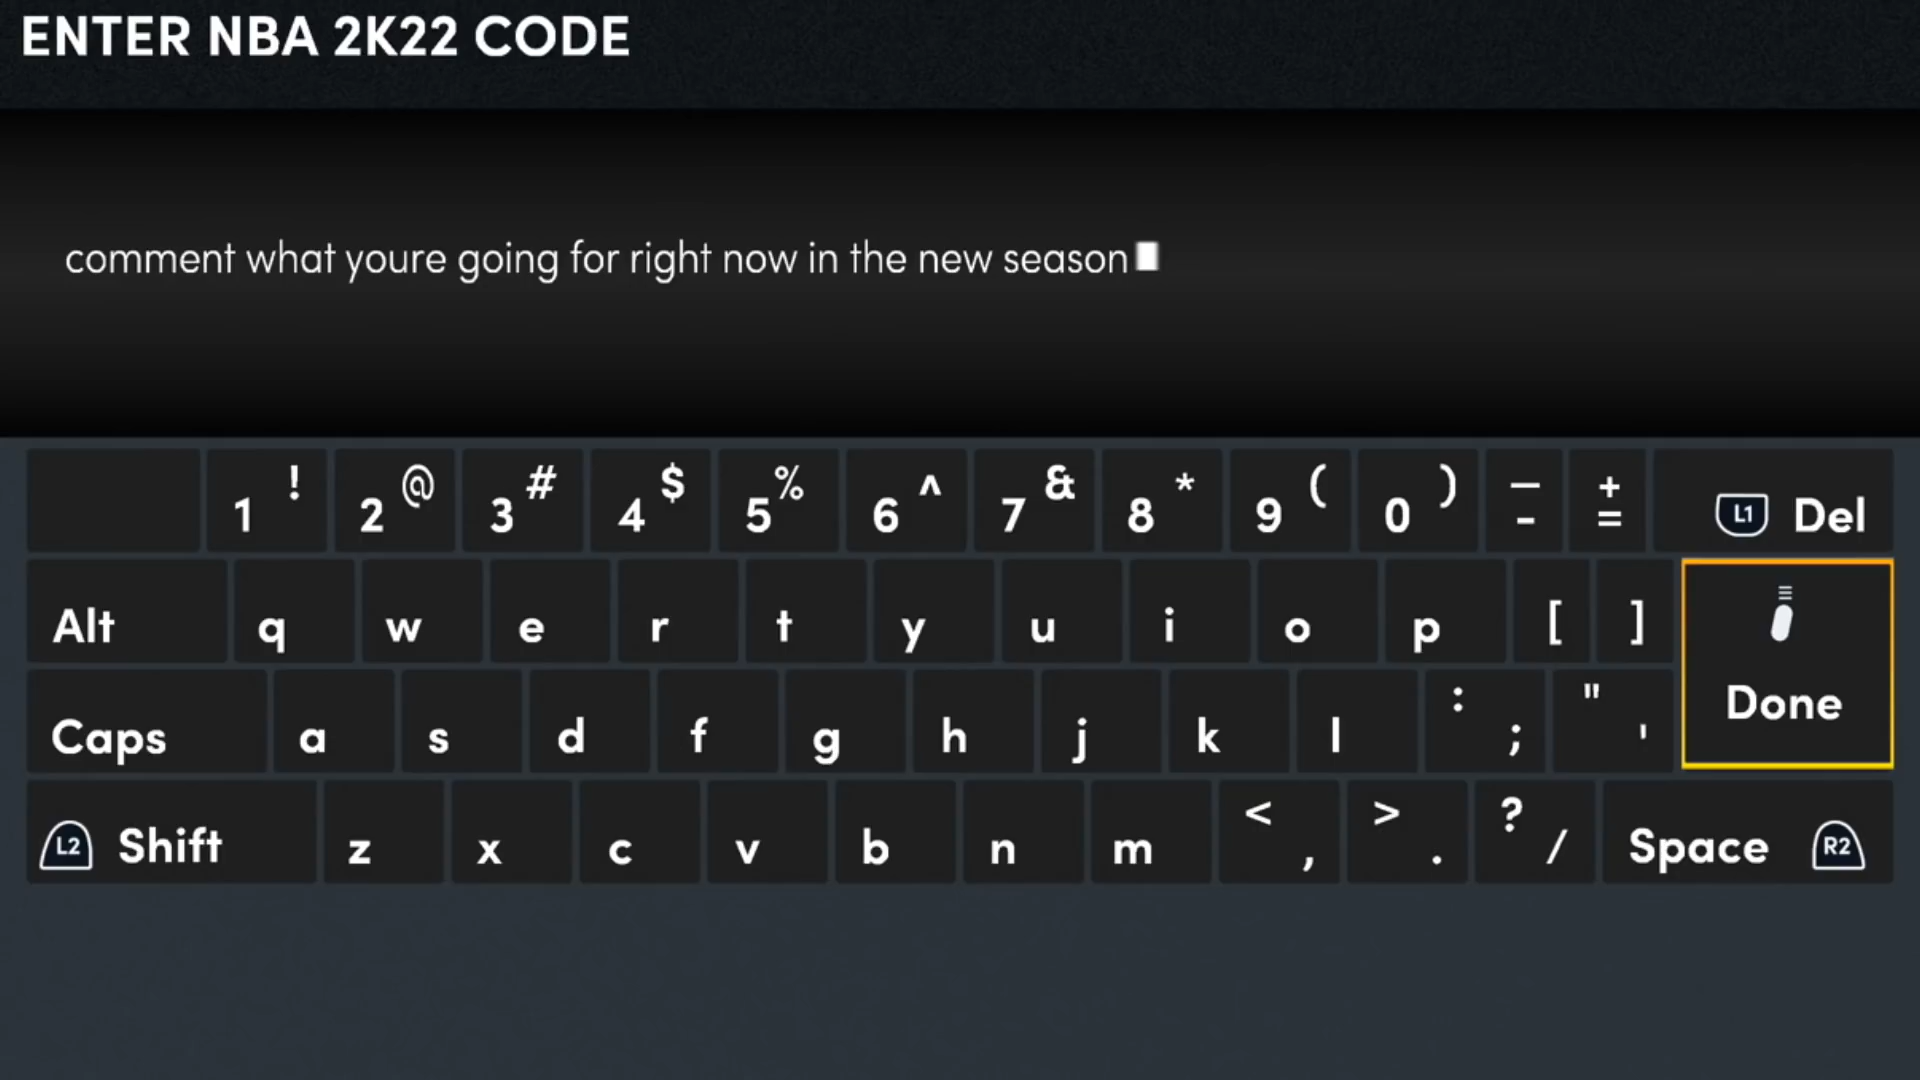 ENTER NBA 2K22 CODE
comment what youre going for right now in the new season
1 ! 2 @ 3 # 4 $ 5 % 6 ^ 7 & 8 * 9 ( 0 ) — - + = L1 Del
Alt q w e r t y u i o p [ ] Done
Caps a s d f g h j k l : ; " '
L2 Shift z x c v b n m < , > . ? / Space R2